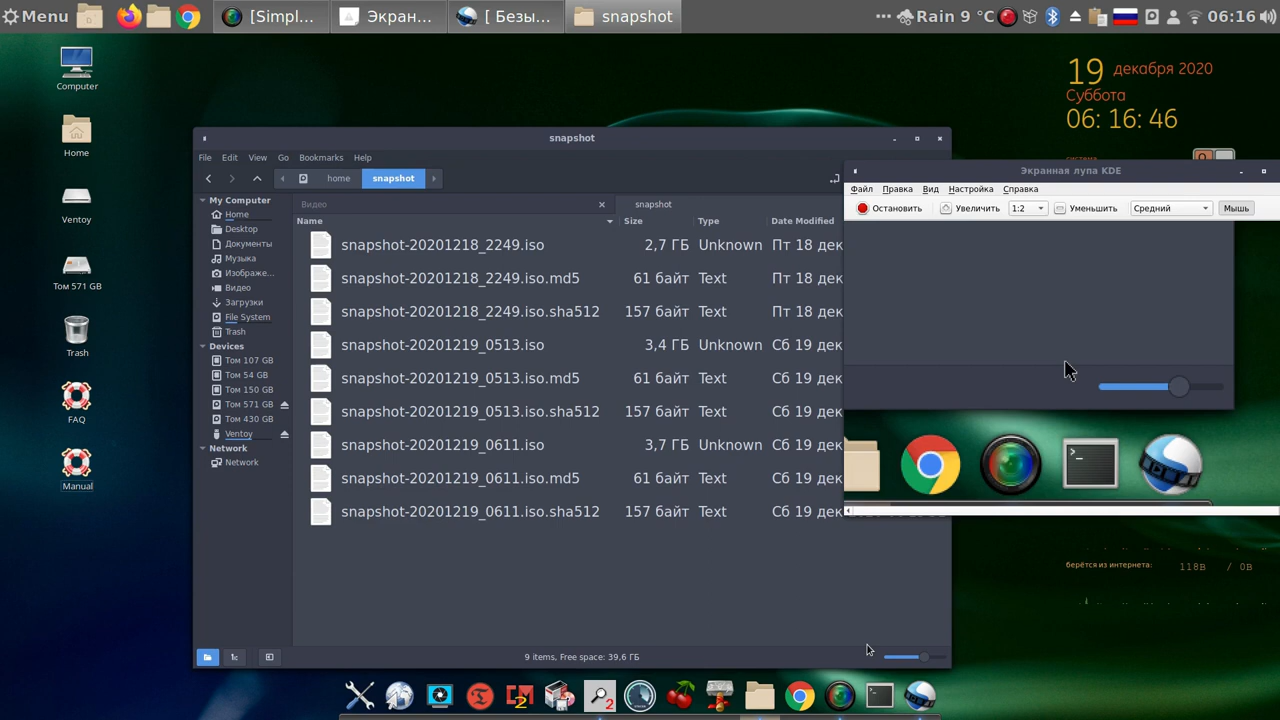 Menu
[Simpl...
Экран...
[ Безы...
snapshot
Rain 9 °C
06:16
Computer
Home
Ventoy
Том 571 GB
Trash
FAQ
Manual
19 декабря 2020
Суббота
06: 16: 46
система
snapshot
File Edit View Go Bookmarks Help
home snapshot
My Computer
Home
Desktop
Документы
Музыка
Изображе...
Видео
Загрузки
File System
Trash
Devices
Том 107 GB
Том 54 GB
Том 150 GB
Том 571 GB
Том 430 GB
Ventoy
Network
Network
Видео snapshot
Name Size Type Date Modified
snapshot-20201218_2249.iso 2,7 ГБ Unknown Пт 18 дек
snapshot-20201218_2249.iso.md5 61 байт Text Пт 18 дек
snapshot-20201218_2249.iso.sha512 157 байт Text Пт 18 дек
snapshot-20201219_0513.iso 3,4 ГБ Unknown Сб 19 дек
snapshot-20201219_0513.iso.md5 61 байт Text Сб 19 дек
snapshot-20201219_0513.iso.sha512 157 байт Text Сб 19 дек
snapshot-20201219_0611.iso 3,7 ГБ Unknown Сб 19 дек
snapshot-20201219_0611.iso.md5 61 байт Text Сб 19 дек
snapshot-20201219_0611.iso.sha512 157 байт Text Сб 19 дек
9 items, Free space: 39,6 ГБ
Экранная лупа KDE
Файл Правка Вид Настройка Справка
Остановить Увеличить 1:2 Уменьшить Средний Мышь
берётся из интернета: 118B / 0B